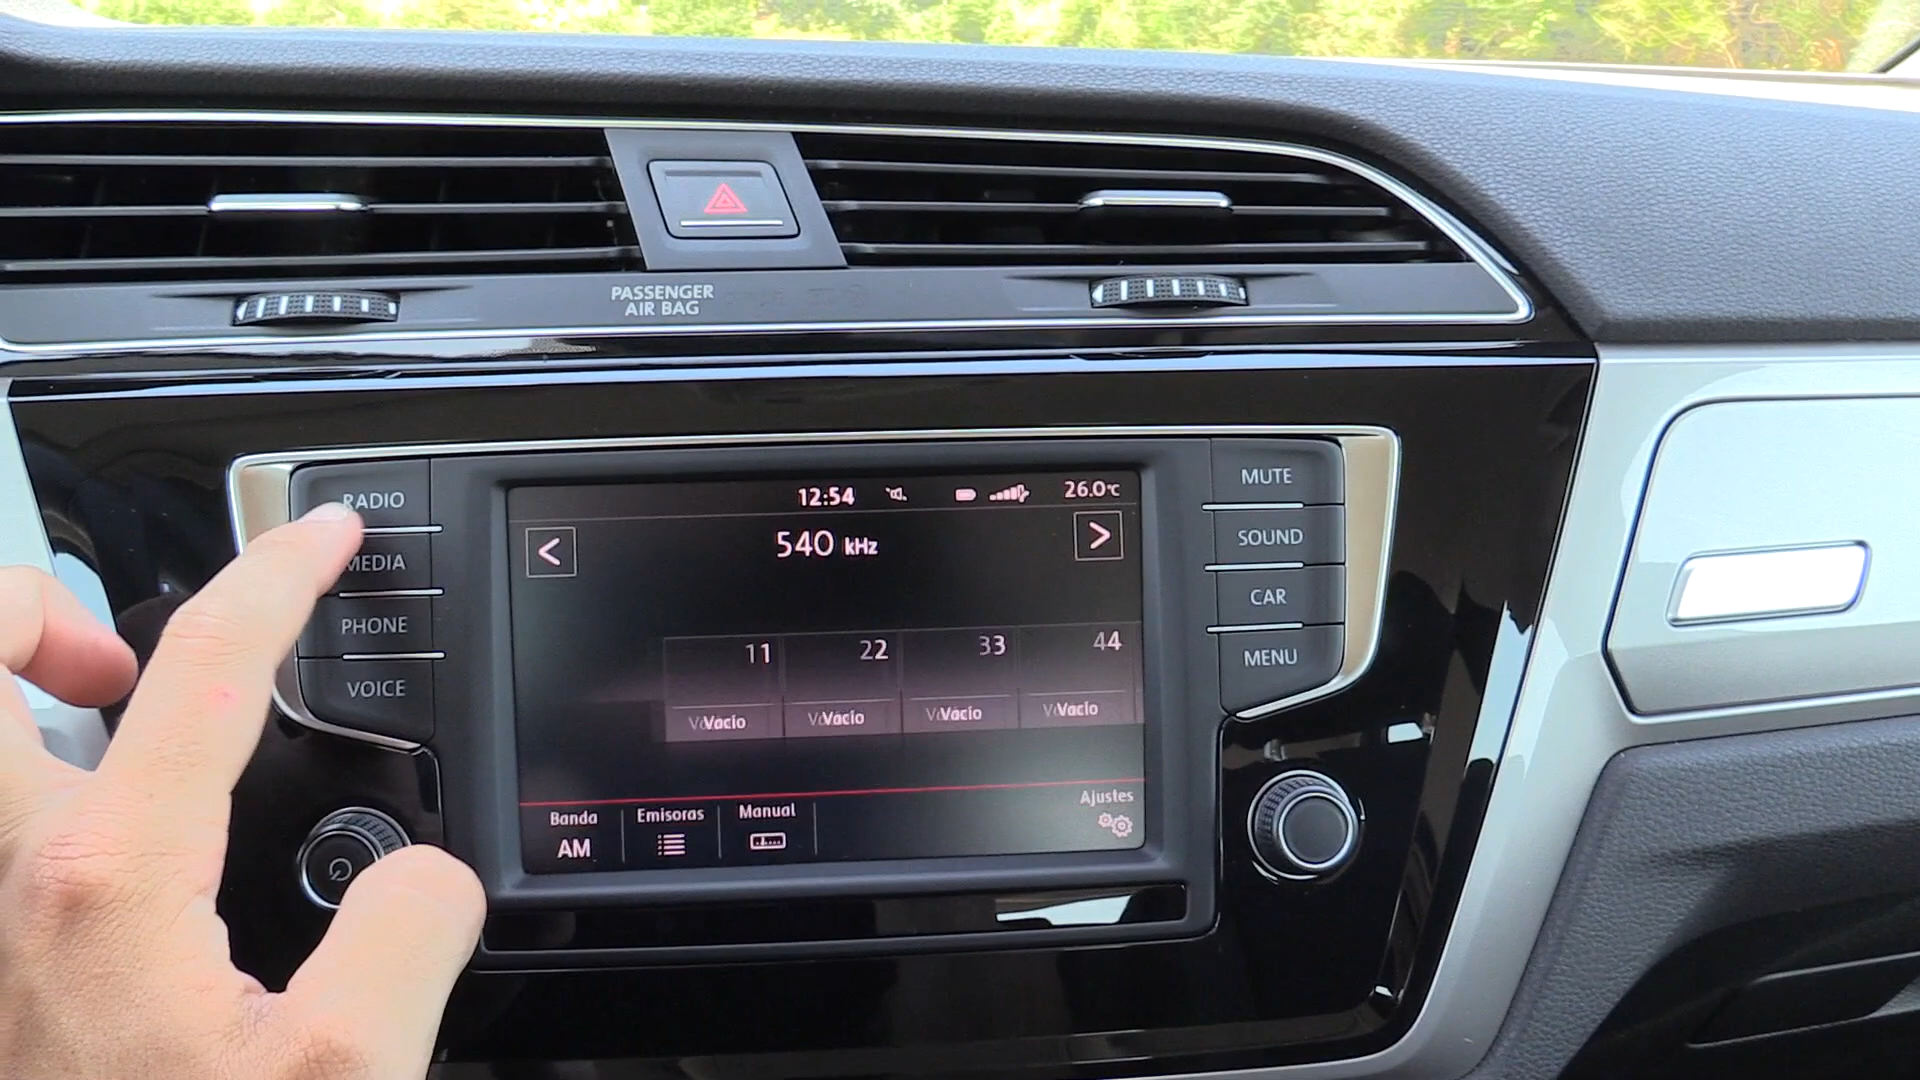 PASSENGER
AIR BAG
RADIO
MEDIA
PHONE
VOICE
12:54
26.0°C
<
540 kHz
>
11 22 33 44
Vacío Vacío Vacío Vacío
Banda
AM
Emisoras
Manual
Ajustes
MUTE
SOUND
CAR
MENU